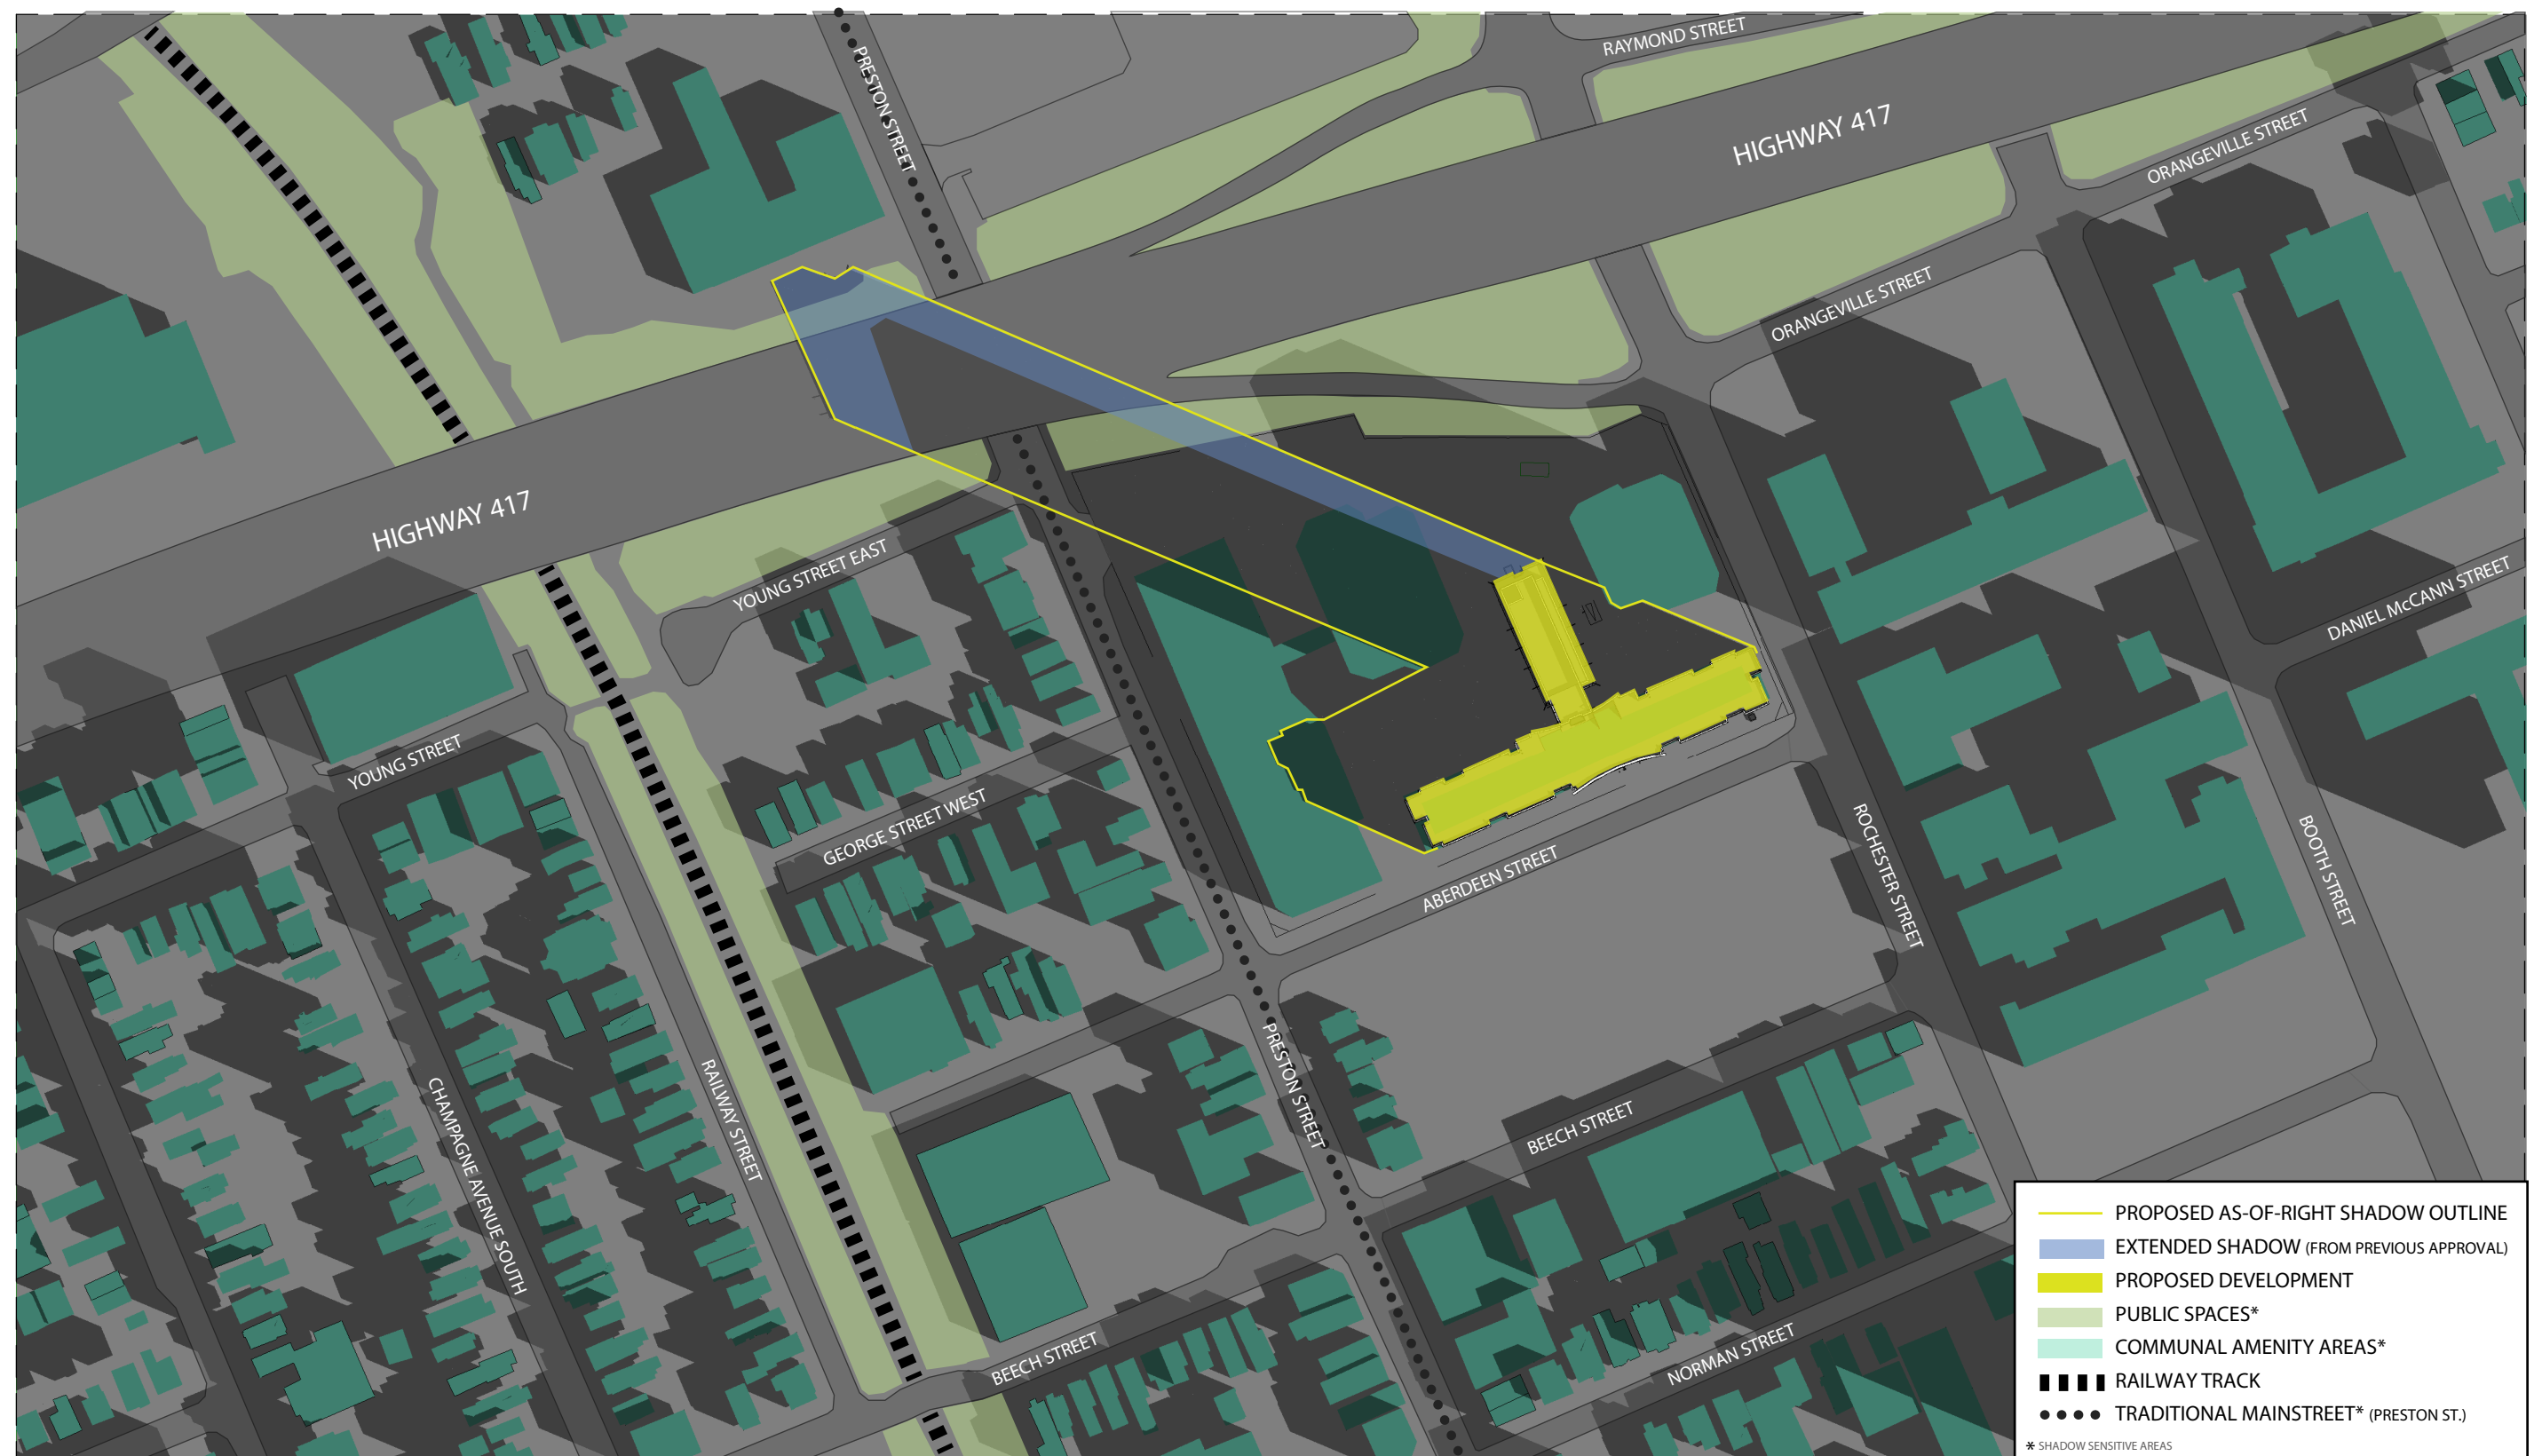 RAYMOND STREET
PRESTON STREET
HIGHWAY 417
ORANGEVILLE STREET
ORANGEVILLE STREET
HIGHWAY 417
YOUNG STREET EAST
DANIEL McCANN STREET
YOUNG STREET
GEORGE STREET WEST
ABERDEEN STREET
ROCHESTER STREET
BOOTH STREET
PRESTON STREET
RAILWAY STREET
CHAMPAGNE AVENUE SOUTH
BEECH STREET
BEECH STREET
NORMAN STREET
PROPOSED AS-OF-RIGHT SHADOW OUTLINE
EXTENDED SHADOW (FROM PREVIOUS APPROVAL)
PROPOSED DEVELOPMENT
PUBLIC SPACES*
COMMUNAL AMENITY AREAS*
RAILWAY TRACK
TRADITIONAL MAINSTREET* (PRESTON ST.)
* SHADOW SENSITIVE AREAS